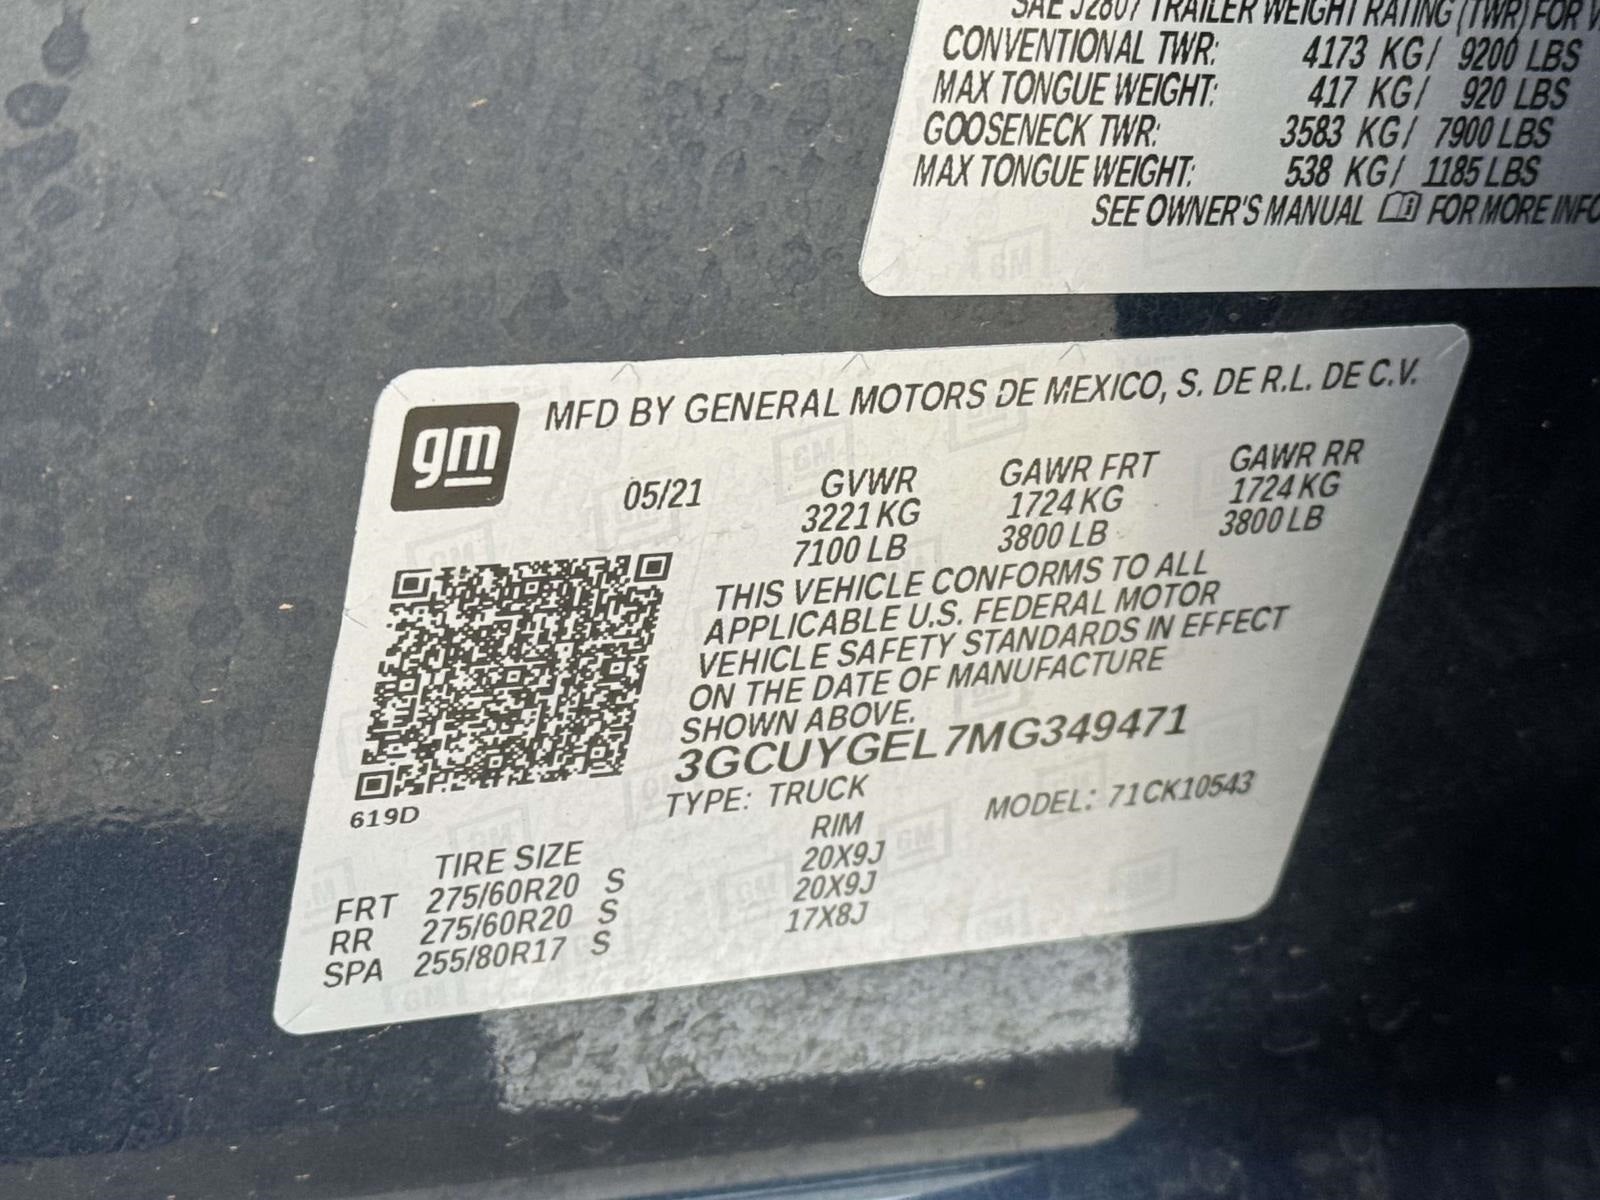 SAE J2807 TRAILER WEIGHT RATING (TWR) FOR
CONVENTIONAL TWR: 4173 KG/ 9200 LBS
MAX TONGUE WEIGHT: 417 KG/ 920 LBS
GOOSENECK TWR: 3583 KG/ 7900 LBS
MAX TONGUE WEIGHT: 538 KG/ 1185 LBS
SEE OWNER'S MANUAL FOR MORE INFO
gm
MFD BY GENERAL MOTORS DE MEXICO, S. DE R.L. DE C.V.
05/21 GVWR GAWR FRT GAWR RR
3221 KG 1724 KG 1724 KG
7100 LB 3800 LB 3800 LB
THIS VEHICLE CONFORMS TO ALL
APPLICABLE U.S. FEDERAL MOTOR
VEHICLE SAFETY STANDARDS IN EFFECT
ON THE DATE OF MANUFACTURE
SHOWN ABOVE.
3GCUYGEL7MG349471
619D
TYPE: TRUCK MODEL: 71CK10543
TIRE SIZE RIM
FRT 275/60R20 S 20X9J
RR 275/60R20 S 20X9J
SPA 255/80R17 S 17X8J